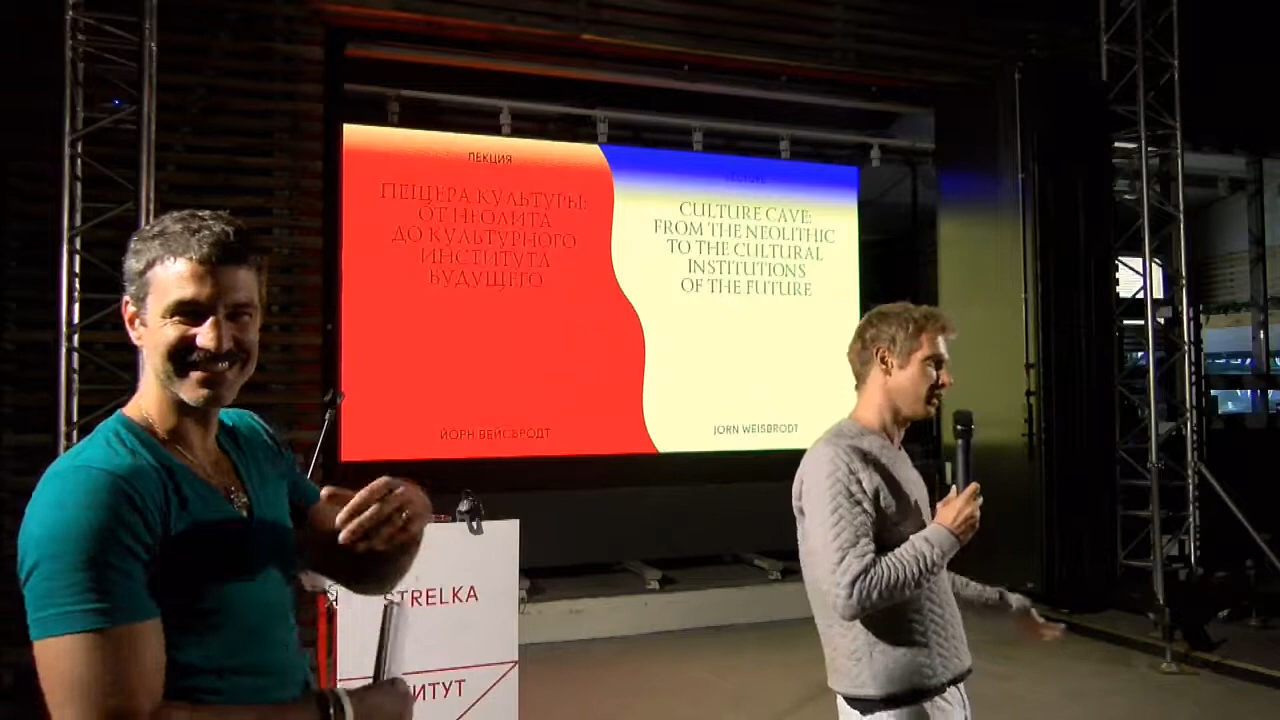 ЛЕКЦИЯ
ПЕЩЕРА КУЛЬТУРЫ:
ОТ НЕОЛИТА
ДО КУЛЬТУРНОГО
ИНСТИТУТА
БУДУЩЕГО
ЙОРН ВЕЙСБРОДТ
CULTURE CAVE:
FROM THE NEOLITHIC
TO THE CULTURAL
INSTITUTIONS
OF THE FUTURE
JORN WEISBRODT
STRELKA